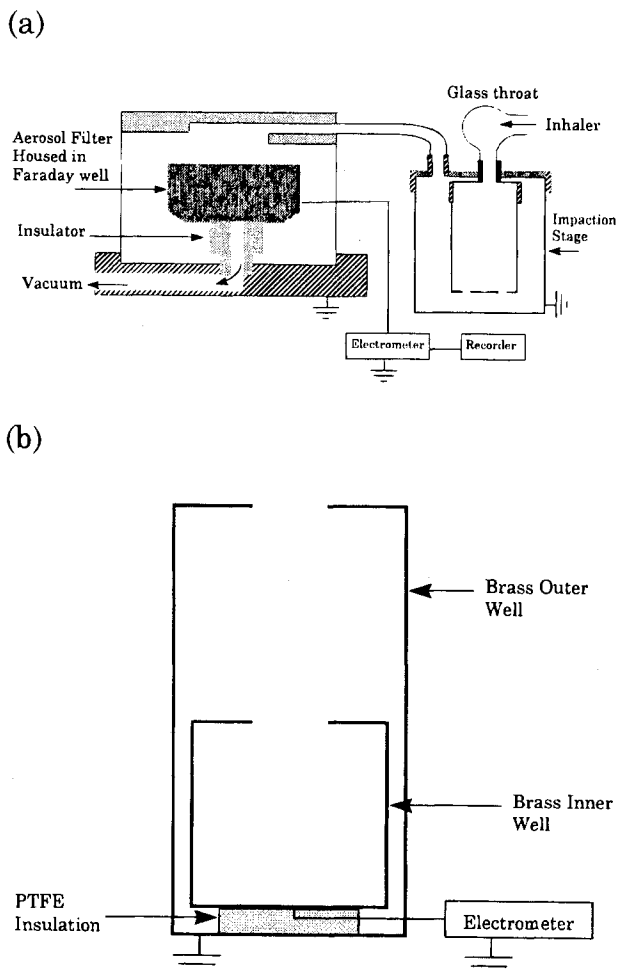 (a)
Glass throat
Inhaler
Aerosol Filter
Housed in
Faraday well
Insulator
Vacuum
Impaction
Stage
Electrometer
Recorder
(b)
Brass Outer
Well
Brass Inner
Well
PTFE
Insulation
Electrometer